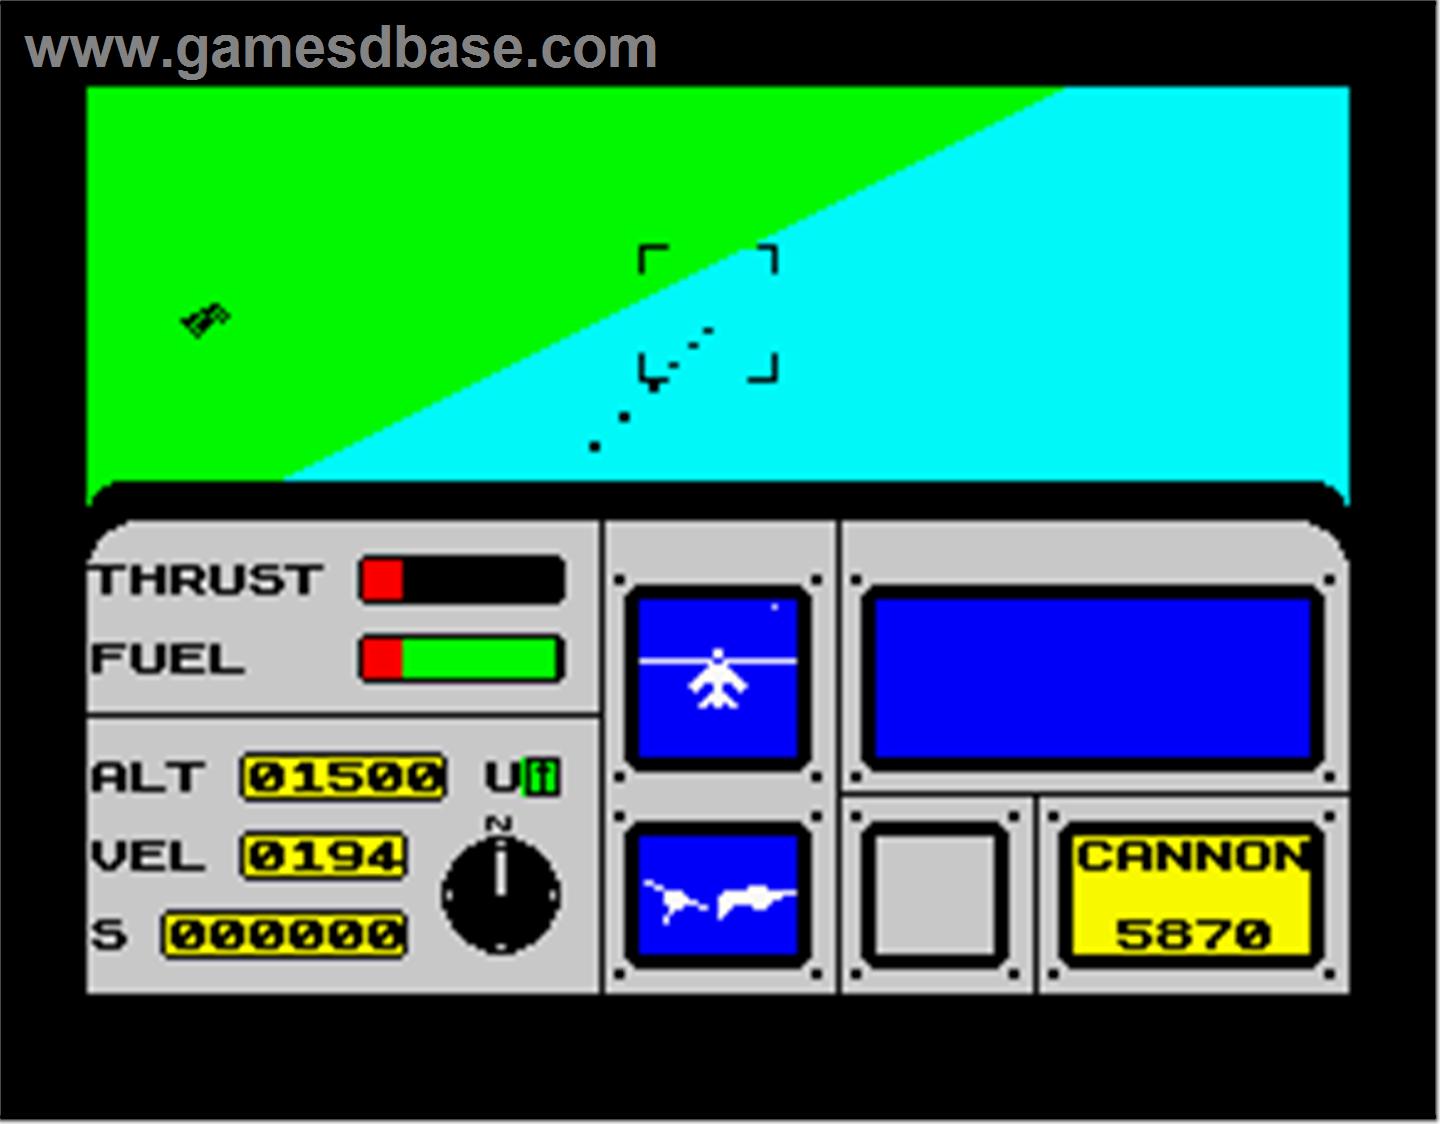 www.gamesdbase.com
THRUST
FUEL
ALT 01500 U↑
VEL 0194
N
S 000000
CANNON
5870